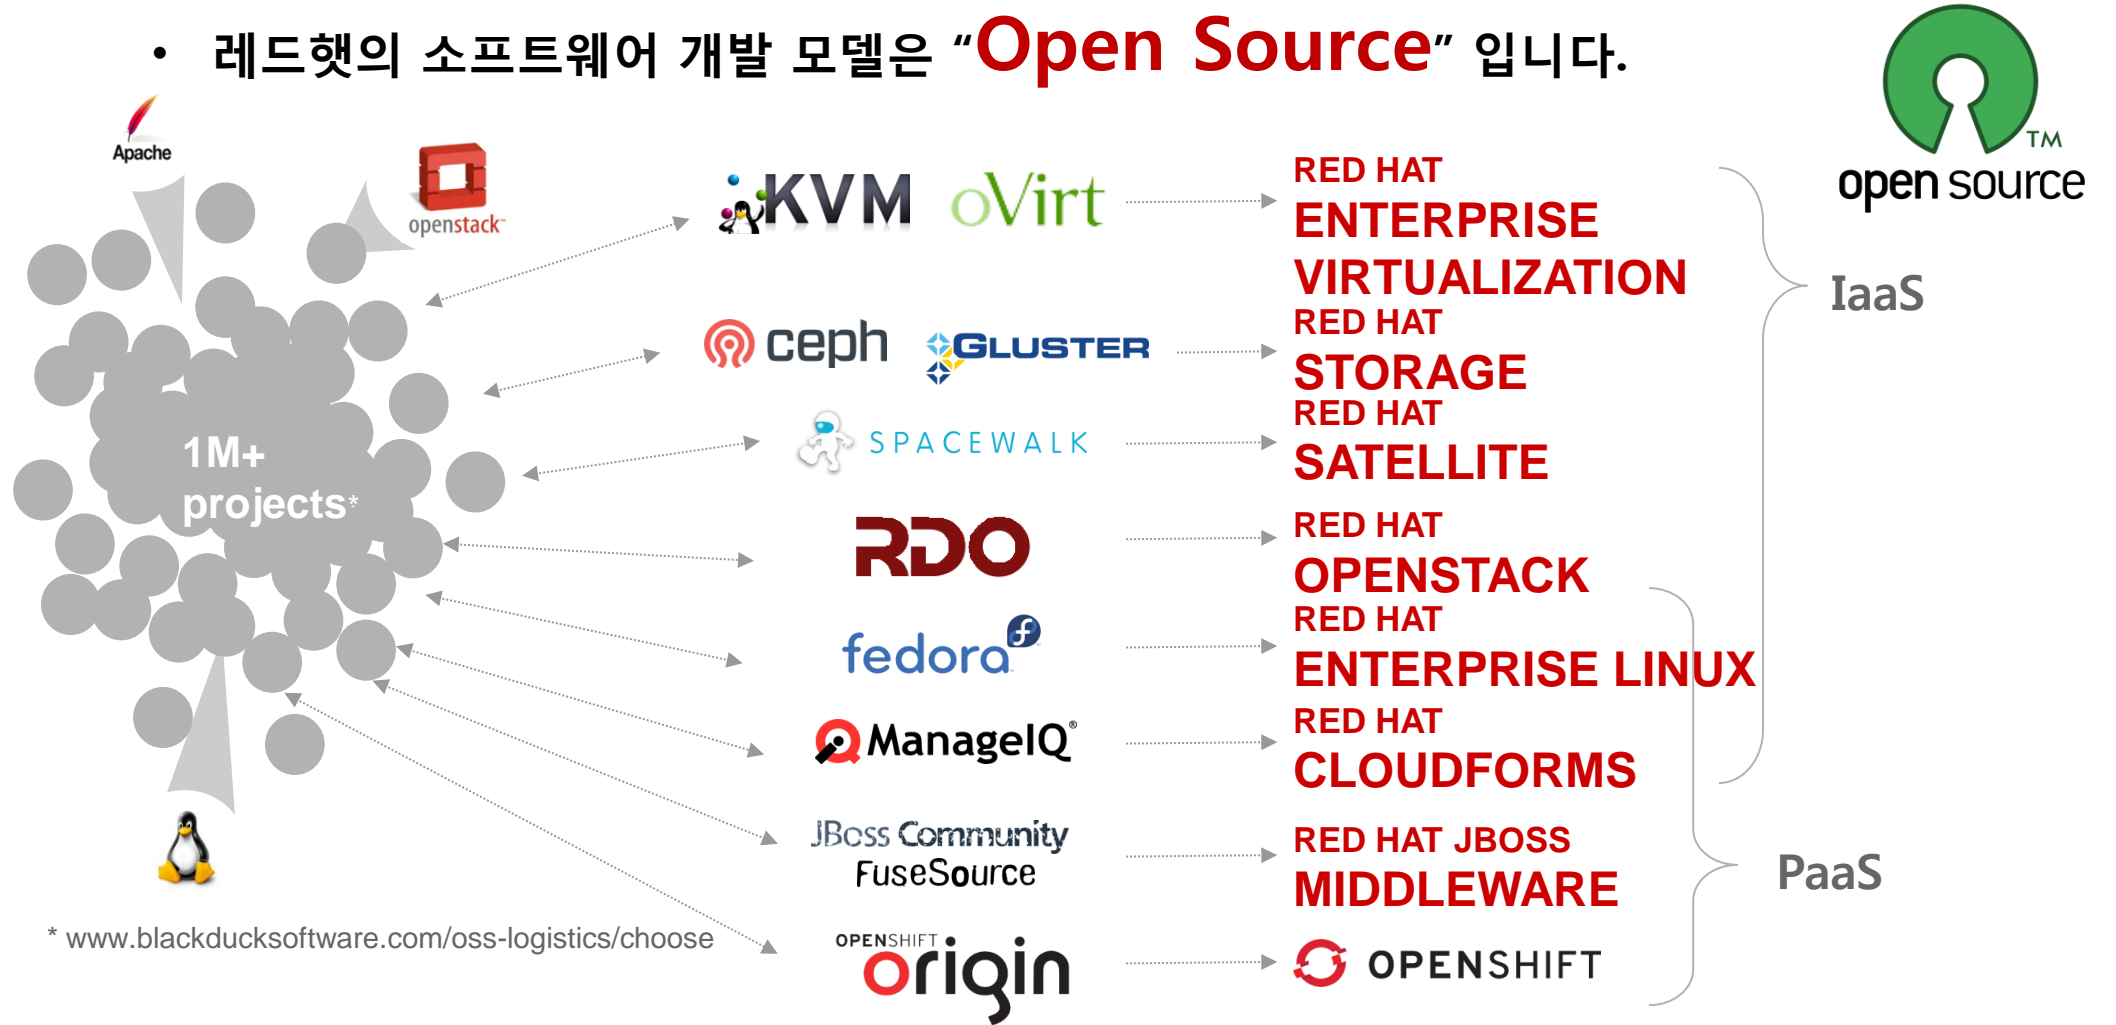 • 레드햇의 소프트웨어 개발 모델은 “Open Source” 입니다.
Apache
openstack™
1M+
projects*
* www.blackducksoftware.com/oss-logistics/choose
KVM oVirt
ceph GLUSTER
SPACEWALK
RDO
fedora
ManageIQ®
JBoss Community
FuseSource
OPENSHIFT
origin
RED HAT
ENTERPRISE
VIRTUALIZATION
RED HAT
STORAGE
RED HAT
SATELLITE
RED HAT
OPENSTACK
RED HAT
ENTERPRISE LINUX
RED HAT
CLOUDFORMS
RED HAT JBOSS
MIDDLEWARE
OPENSHIFT
IaaS
PaaS
TM
open source